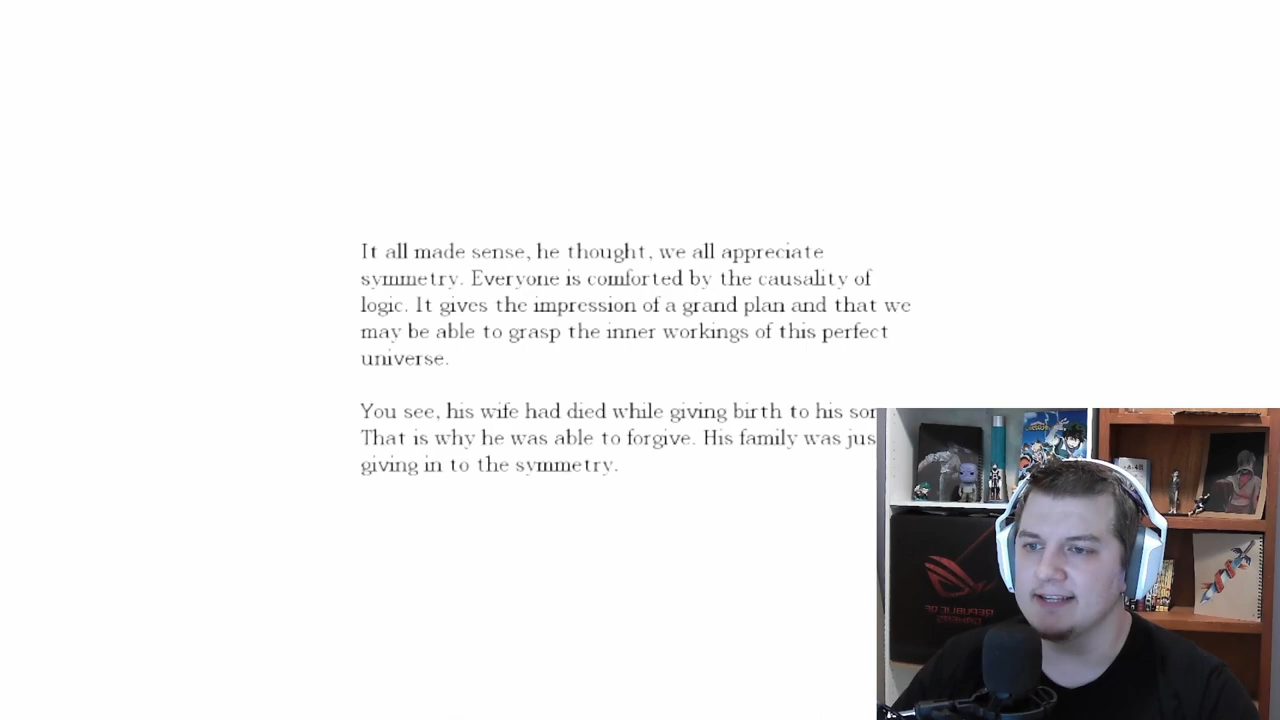 It all made sense, he thought, we all appreciate
symmetry. Everyone is comforted by the causality of
logic. It gives the impression of a grand plan and that we
may be able to grasp the inner workings of this perfect
universe.
You see, his wife had died while giving birth to his
That is why he was able to forgive. His family was
giving in to the symmetry.
REPUBLIC OF
GAMERS